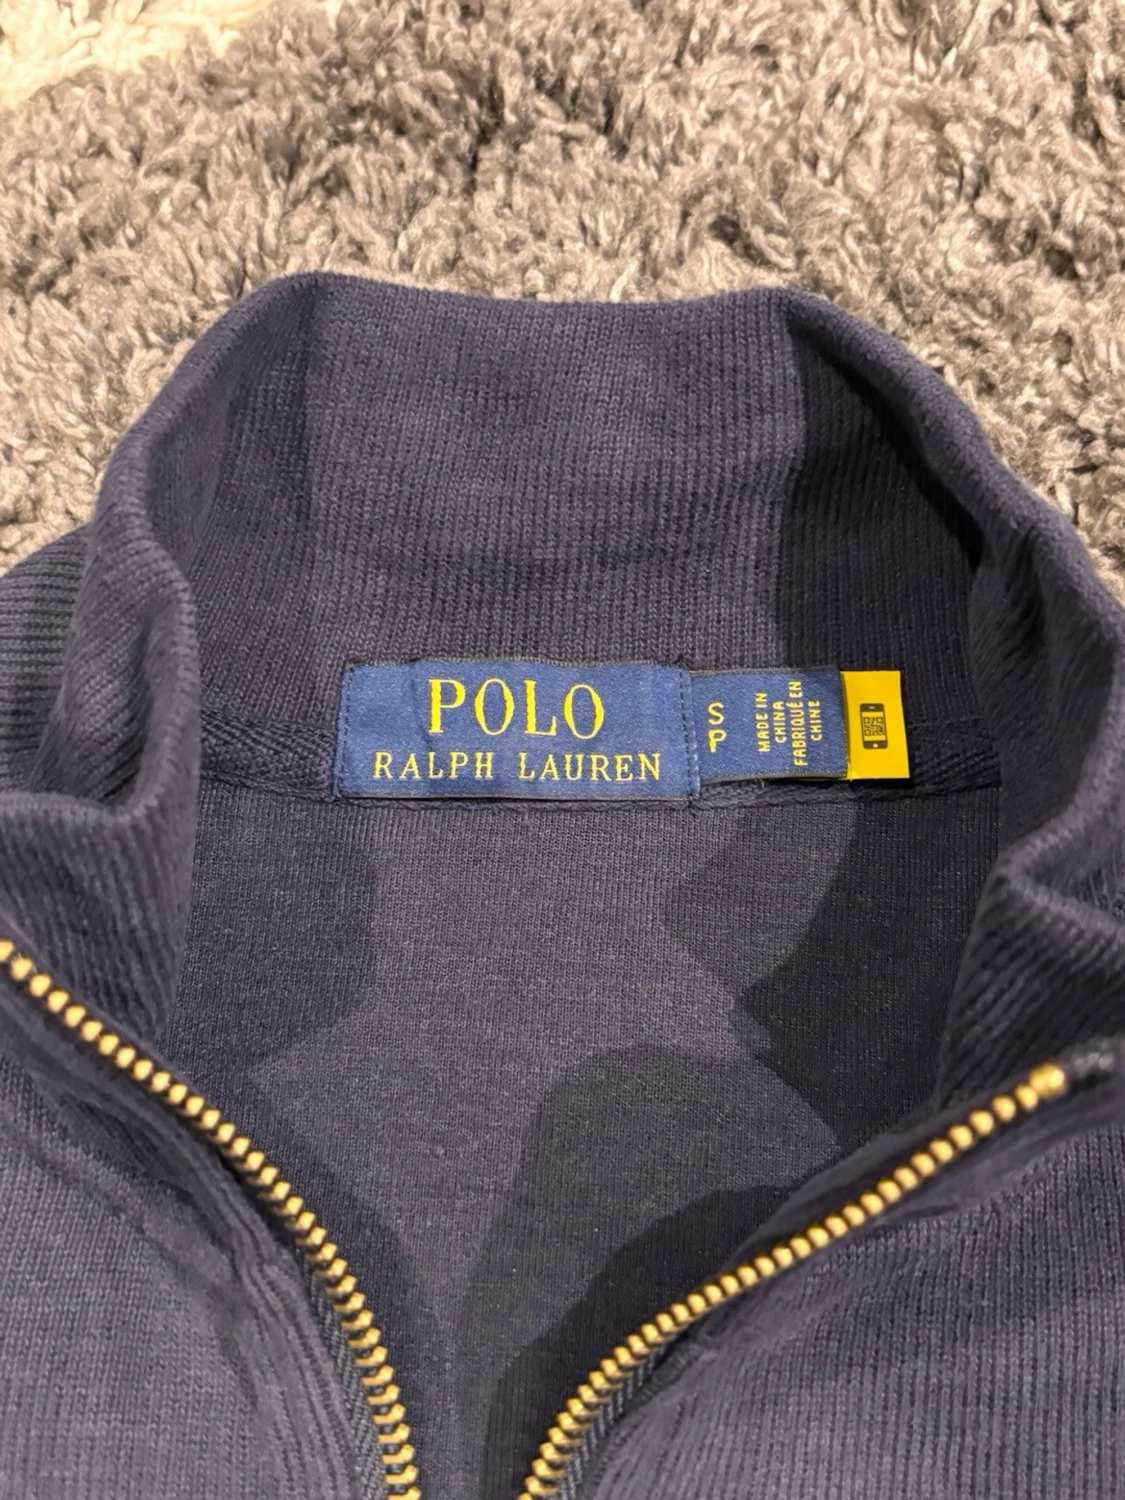 POLO
RALPH LAUREN
S
P
MADE IN
CHINA
FABRIQUÉ EN
CHINE